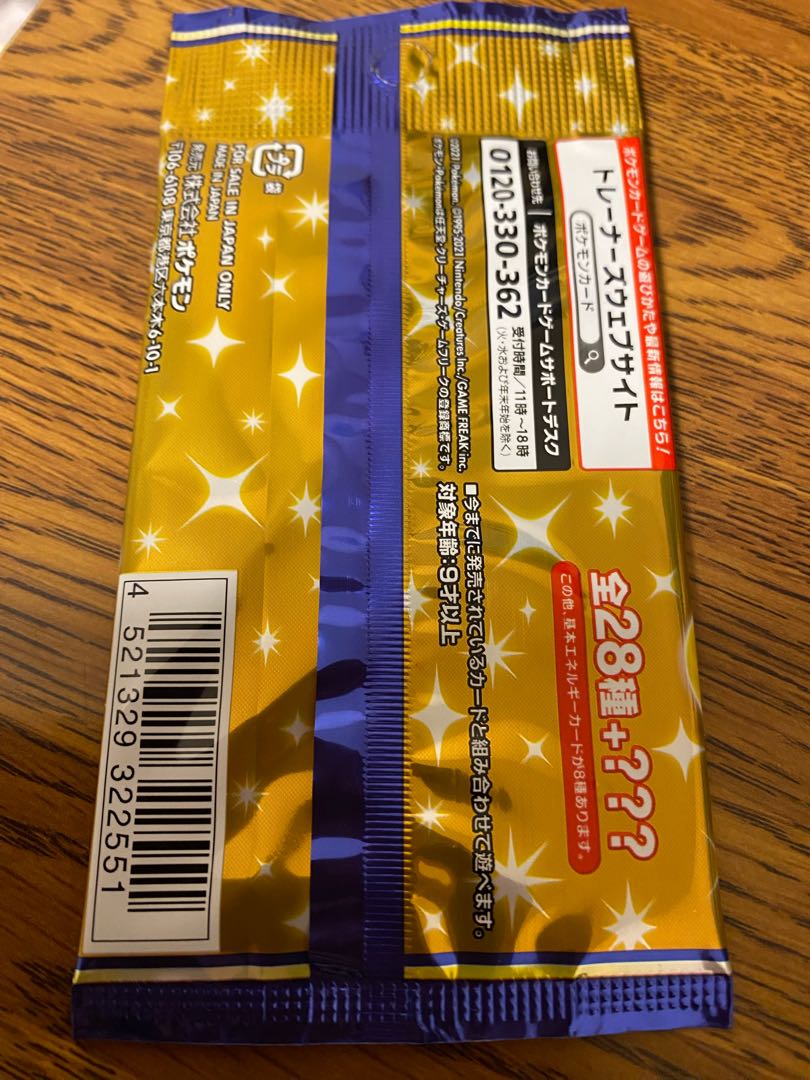 ポケモンカードゲームの遊びかたや最新情報はこちら!
トレーナーズウェブサイト
ポケモンカード
お問い合わせ先 ポケモンカードゲームサポートデスク
0120-330-362 受付時間/11時～18時
(火・水および年末年始を除く)
©2021 Pokémon. ©1995-2021 Nintendo/Creatures Inc./GAME FREAK inc.
ポケモン・Pokémonは任天堂・クリーチャーズ・ゲームフリークの登録商標です。
全28種+???
この他、基本エネルギーカードが8種あります。
■今までに発売されているカードと組み合わせて遊べます。
対象年齢:9才以上
プラ
袋
FOR SALE IN JAPAN ONLY
MADE IN JAPAN
発売元 株式会社ポケモン
〒106-6108 東京都港区六本木6-10-1
4 521329 322551